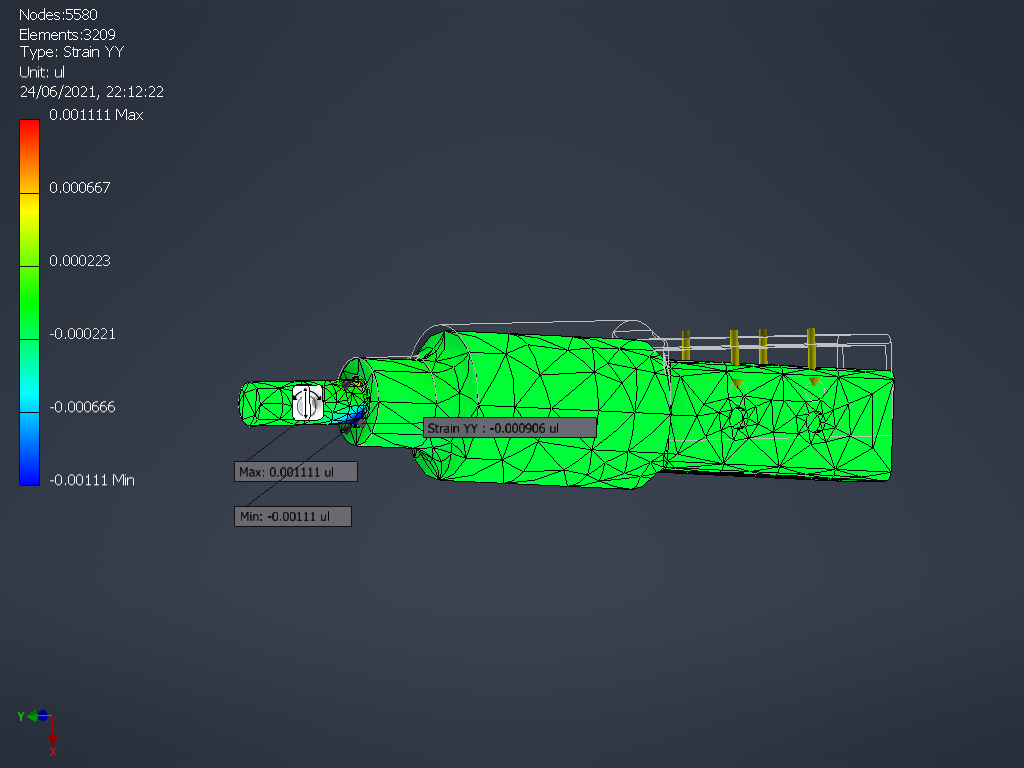 Nodes:5580
Elements:3209
Type: Strain YY
Unit: ul
24/06/2021, 22:12:22
0.001111 Max
0.000667
0.000223
-0.000221
-0.000666
-0.00111 Min
Strain YY : -0.000906 ul
Max: 0.001111 ul
Min: -0.00111 ul
Y
X